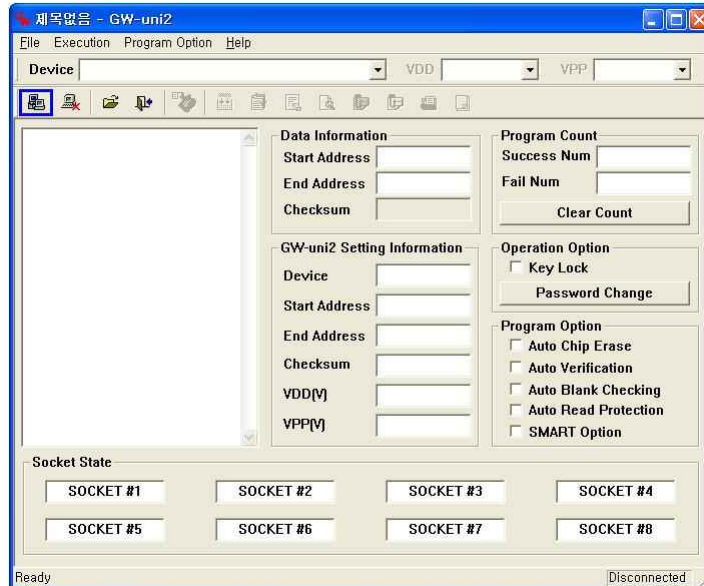 제목없음 - GW-uni2
File Execution Program Option Help
Device VDD VPP
Data Information
Start Address
End Address
Checksum
GW-uni2 Setting Information
Device
Start Address
End Address
Checksum
VDD(V)
VPP(V)
Program Count
Success Num
Fail Num
Clear Count
Operation Option
Key Lock
Password Change
Program Option
Auto Chip Erase
Auto Verification
Auto Blank Checking
Auto Read Protection
SMART Option
Socket State
SOCKET #1 SOCKET #2 SOCKET #3 SOCKET #4
SOCKET #5 SOCKET #6 SOCKET #7 SOCKET #8
Ready Disconnected